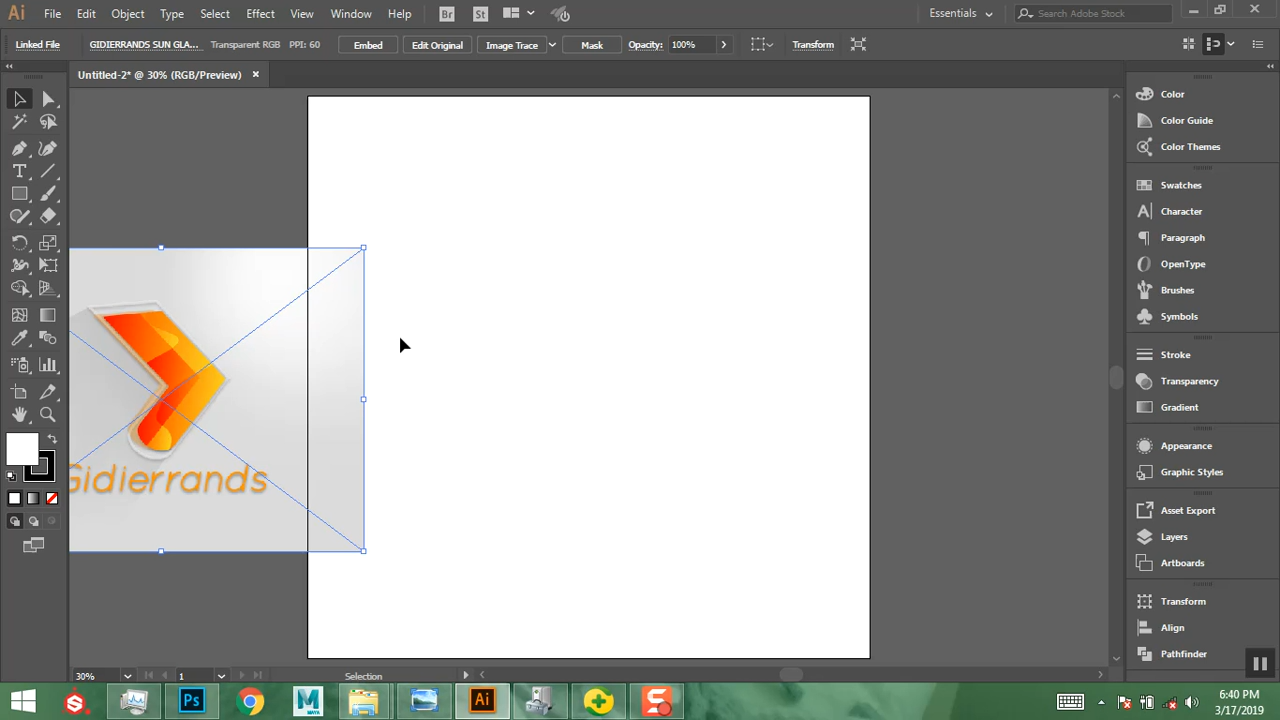 Ai File Edit Object Type Select Effect View Window Help Br St Essentials Search Adobe Stock
Linked File GIDIERRANDS SUN GLA... Transparent RGB PPI: 60 Embed Edit Original Image Trace Mask Opacity: 100% Transform
Untitled-2* @ 30% (RGB/Preview)
Color
Color Guide
Color Themes
Swatches
Character
Paragraph
OpenType
Brushes
Symbols
Stroke
Transparency
Gradient
Appearance
Graphic Styles
Asset Export
Layers
Artboards
Transform
Align
Pathfinder
Gidierrands
30% 1 Selection
Ps Ai
MAYA
6:40 PM
3/17/2019